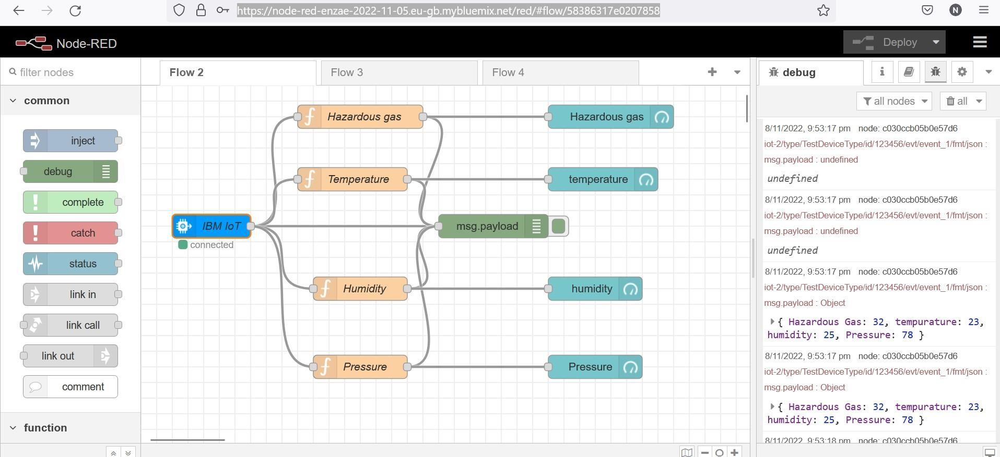 https://node-red-enzae-2022-11-05.eu-gb.mybluemix.net/red/#flow/58386317e0207858
N
Node-RED
Deploy
filter nodes
Flow 2
Flow 3
Flow 4
debug
i
all nodes
all
common
inject
debug
complete
catch
status
link in
link call
link out
comment
function
Hazardous gas
Hazardous gas
Temperature
temperature
IBM IoT
msg.payload
connected
Humidity
humidity
Pressure
Pressure
8/11/2022, 9:53:17 pm node: c030ccb05b0e57d6
iot-2/type/TestDeviceType/id/123456/evt/event_1/fmt/json :
msg.payload : undefined
undefined
8/11/2022, 9:53:17 pm node: c030ccb05b0e57d6
iot-2/type/TestDeviceType/id/123456/evt/event_1/fmt/json :
msg.payload : undefined
undefined
8/11/2022, 9:53:17 pm node: c030ccb05b0e57d6
iot-2/type/TestDeviceType/id/123456/evt/event_1/fmt/json :
msg.payload : Object
{ Hazardous Gas: 32, tempurature: 23,
humidity: 25, Pressure: 78 }
8/11/2022, 9:53:17 pm node: c030ccb05b0e57d6
iot-2/type/TestDeviceType/id/123456/evt/event_1/fmt/json :
msg.payload : Object
{ Hazardous Gas: 32, tempurature: 23,
humidity: 25, Pressure: 78 }
8/11/2022, 9:53:18 pm node: c030ccb05b0e57d6